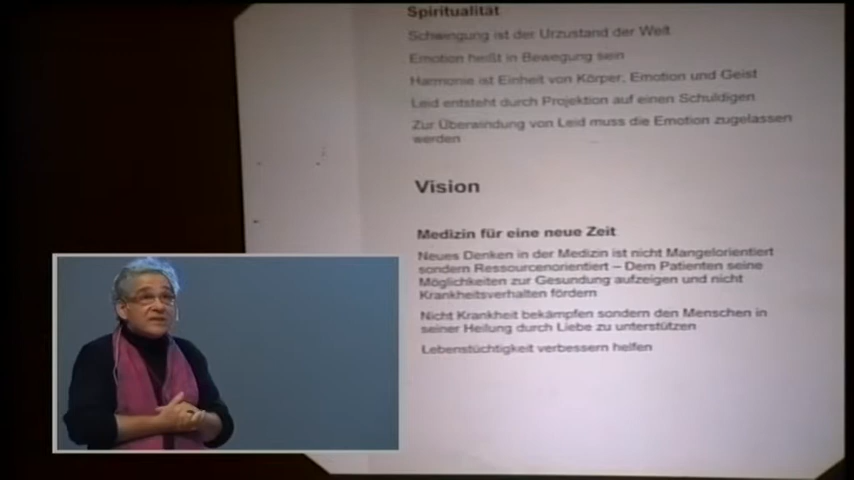 Spiritualität
Schwingung ist der Urzustand der Welt
Emotion heißt in Bewegung sein
Harmonie ist Einheit von Körper, Emotion und Geist
Leid entsteht durch Projektion auf einen Schuldigen
Zur Überwindung von Leid muss die Emotion zugelassen
werden
Vision
Medizin für eine neue Zeit
Neues Denken in der Medizin ist nicht Mangelorientiert
sondern Ressourcenorientiert – Dem Patienten seine
Möglichkeiten zur Gesundung aufzeigen und nicht
Krankheitsverhalten fördern
Nicht Krankheit bekämpfen sondern den Menschen in
seiner Heilung durch Liebe zu unterstützen
Lebenstüchtigkeit verbessern helfen